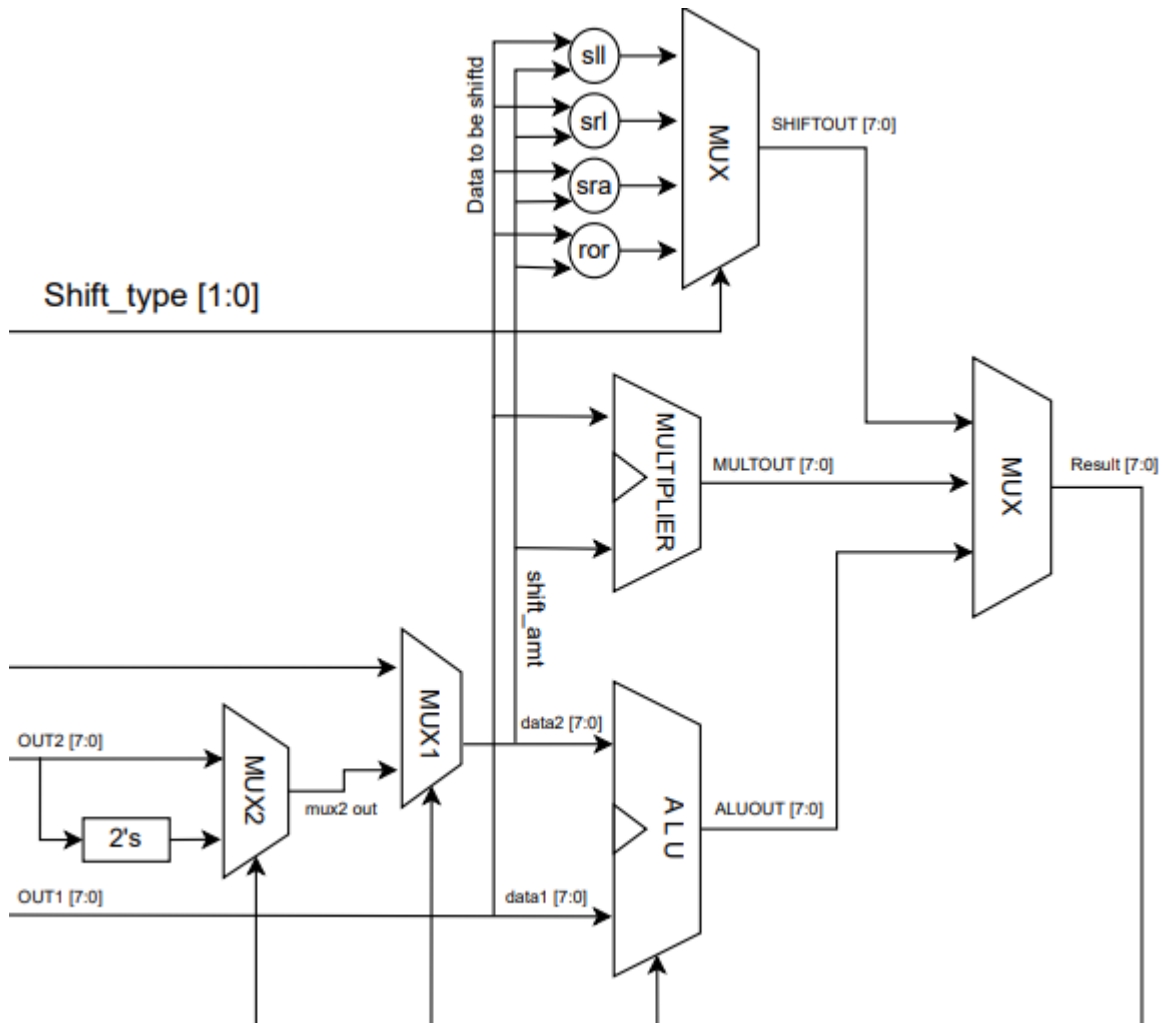 sll
Data to be shiftd
srl
MUX
SHIFTOUT [7:0]
sra
ror
Shift_type [1:0]
MULTIPLIER
MULTOUT [7:0]
MUX
Result [7:0]
shift_amt
MUX1
OUT2 [7:0]
data2 [7:0]
MUX2
mux2 out
2's
ALU
ALUOUT [7:0]
OUT1 [7:0]
data1 [7:0]